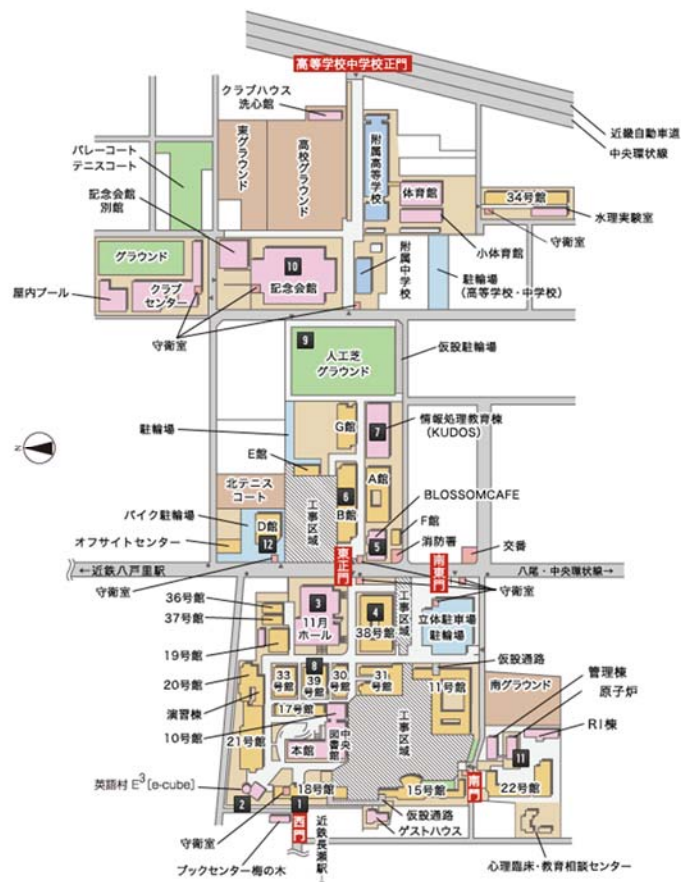 高等学校中学校正門
クラブハウス
洗心館
近畿自動車道
中央環状線
東グラウンド
高校グラウンド
附属高等学校
バレーコート
テニスコート
記念会館
別館
体育館
34号館
水理実験室
守衛室
小体育館
附属中学校
グラウンド
クラブ
センター
屋内プール
10
記念会館
駐輪場
(高等学校・中学校)
守衛室
9
人工芝
グラウンド
仮設駐輪場
駐輪場
G館
7
情報処理教育棟
(KUDOS)
E館
A館
北テニス
コート
工事区域
6
B館
BLOSSOMCAFE
バイク駐輪場
D館
12
オフサイトセンター
5
F館
消防署
交番
東正門
南東門
←近鉄八戸里駅
八尾・中央環状線→
守衛室
守衛室
36号館
37号館
3
11月
ホール
4
38号館
工事区域
立体駐車場
駐輪場
19号館
20号館
8
33
号館
39
号館
30
号館
31
号館
仮設通路
11号館
南グラウンド
管理棟
原子炉
RI棟
演習棟
17号館
10号館
21号館
本館
中央
図書館
工事区域
11
22号館
英語村 E³[e-cube]
18号館
15号館
南門
2
1
西門
守衛室
仮設通路
ゲストハウス
ブックセンター梅の木
近鉄長瀬駅→
心理臨床・教育相談センター
N